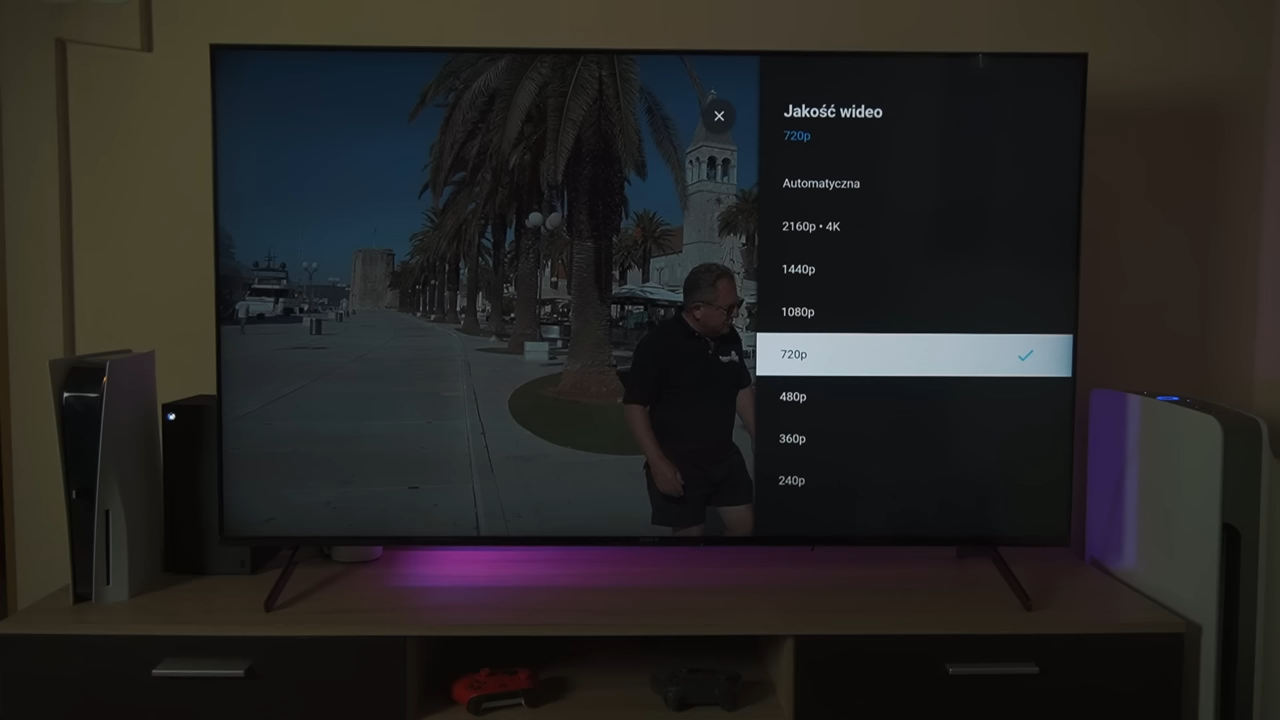 Jakość wideo
720p
Automatyczna
2160p • 4K
1440p
1080p
720p
480p
360p
240p